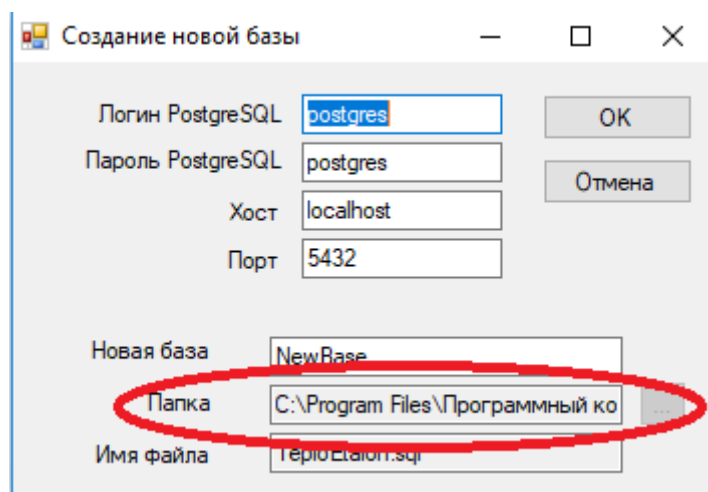 Создание новой базы
Логин PostgreSQL postgres OK
Пароль PostgreSQL postgres Отмена
Хост localhost
Порт 5432
Новая база NewBase
Папка C:\Program Files\Программный ко ...
Имя файла TeploEtalon.sql